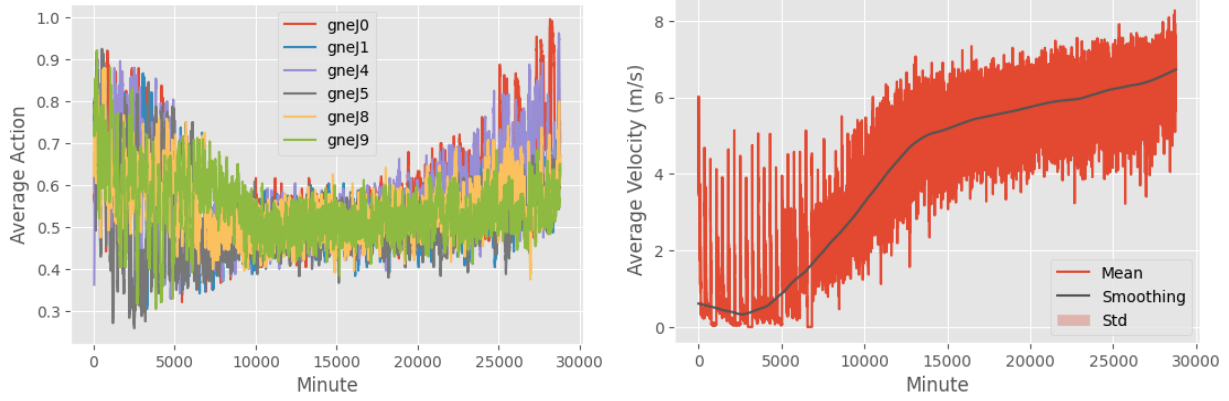 1.0
0.9
0.8
0.7
0.6
0.5
0.4
0.3
Average Action
gneJ0
gneJ1
gneJ4
gneJ5
gneJ8
gneJ9
0 5000 10000 15000 20000 25000 30000
Minute
8
6
4
2
0
Average Velocity (m/s)
Mean
Smoothing
Std
0 5000 10000 15000 20000 25000 30000
Minute